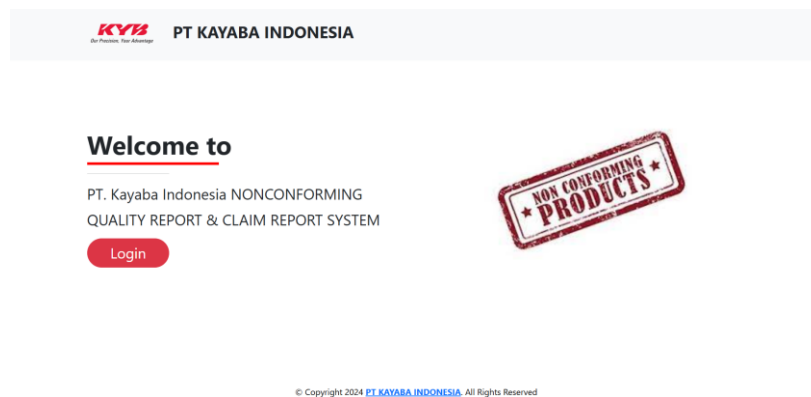 KYB
Our Precision, Your Advantage
PT KAYABA INDONESIA
Welcome to
PT. Kayaba Indonesia NONCONFORMING
QUALITY REPORT & CLAIM REPORT SYSTEM
Login
NON CONFORMING
PRODUCTS
© Copyright 2024 PT KAYABA INDONESIA. All Rights Reserved